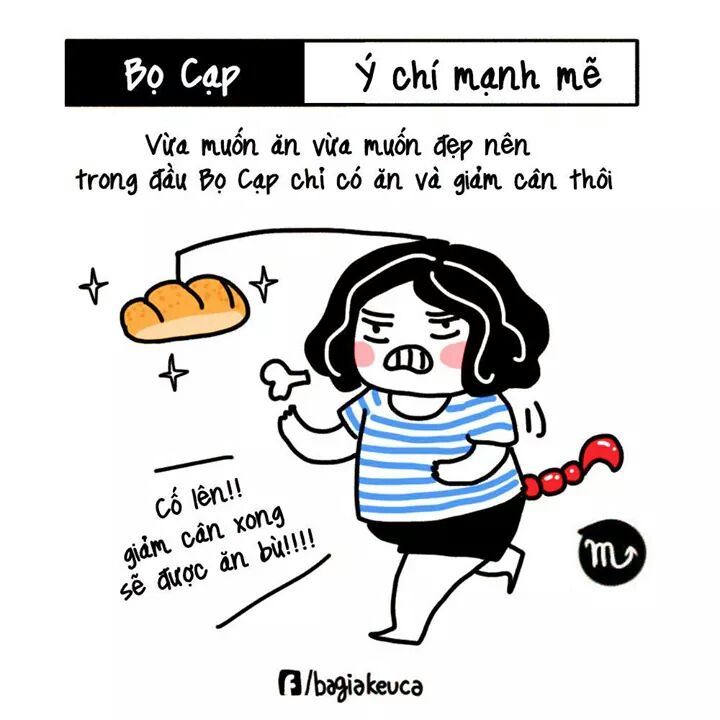 Bọ Cạp
Ý chí mạnh mẽ
Vừa muốn ăn vừa muốn đẹp nên
trong đầu Bọ Cạp chỉ có ăn và giảm cân thôi
Cố lên!!
giảm cân xong
sẽ được ăn bù!!!!
f/bagiakeuca